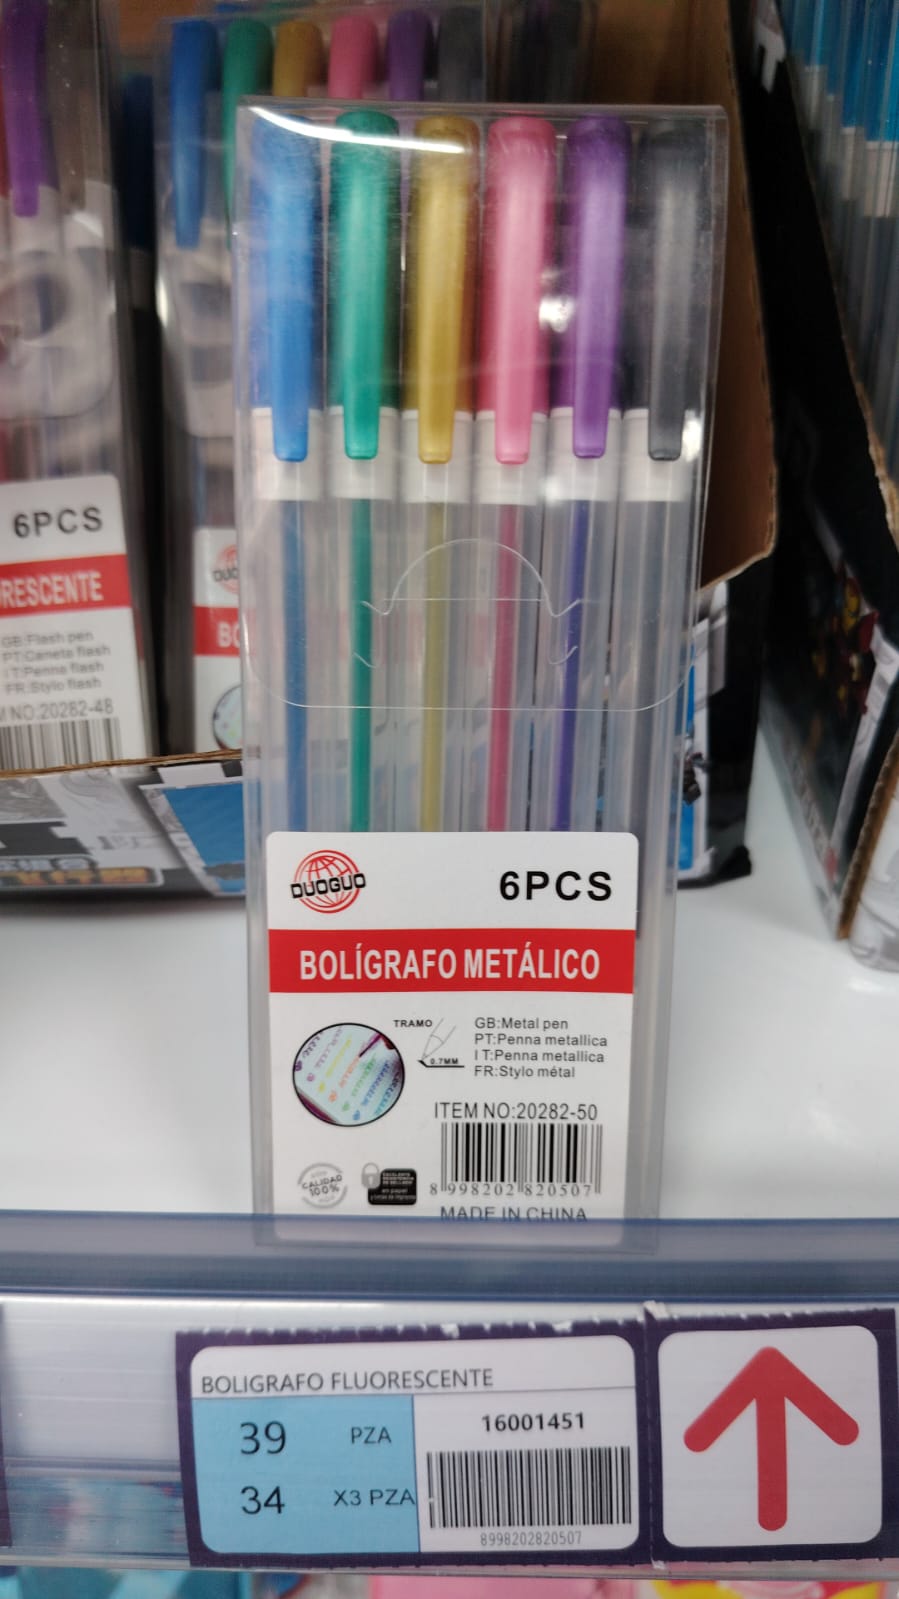 6PCS
RESCENTE
GB:Flash pen
PT:Caneta flash
IT:Penna flash
FR:Stylo flash
NO:20282-48
DUOGUO
6PCS
BOLÍGRAFO METÁLICO
TRAMO
0.7MM
GB:Metal pen
PT:Penna metallica
IT:Penna metallica
FR:Stylo métal
ITEM NO:20282-50
8 998202 820507
CALIDAD
100%
MADE IN CHINA
BOLIGRAFO FLUORESCENTE
39 PZA
34 X3 PZA
16001451
8998202820507